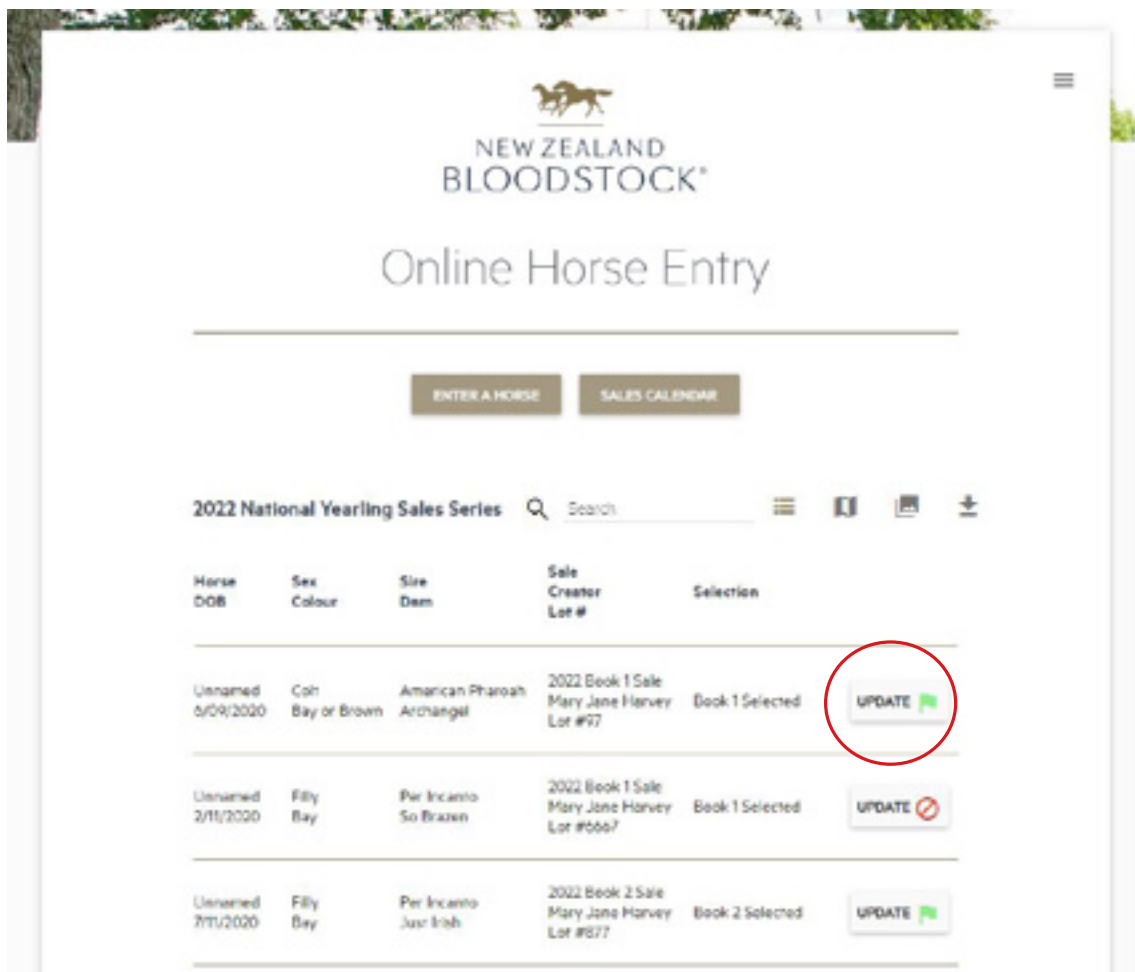 NEW ZEALAND
BLOODSTOCK®
Online Horse Entry
ENTER A HORSE SALES CALENDAR
2022 National Yearling Sales Series Search
Horse DOB Sex Colour Sire Dam Sale Creator Lot # Selection
Unnamed 6/09/2020 Colt Bay or Brown American Pharoah Archangel 2022 Book 1 Sale Mary Jane Harvey Lot #97 Book 1 Selected UPDATE
Unnamed 2/11/2020 Filly Bay Per Incanto So Brazen 2022 Book 1 Sale Mary Jane Harvey Lot #6667 Book 1 Selected UPDATE
Unnamed 7/11/2020 Filly Bay Per Incanto Just Irish 2022 Book 2 Sale Mary Jane Harvey Lot #877 Book 2 Selected UPDATE